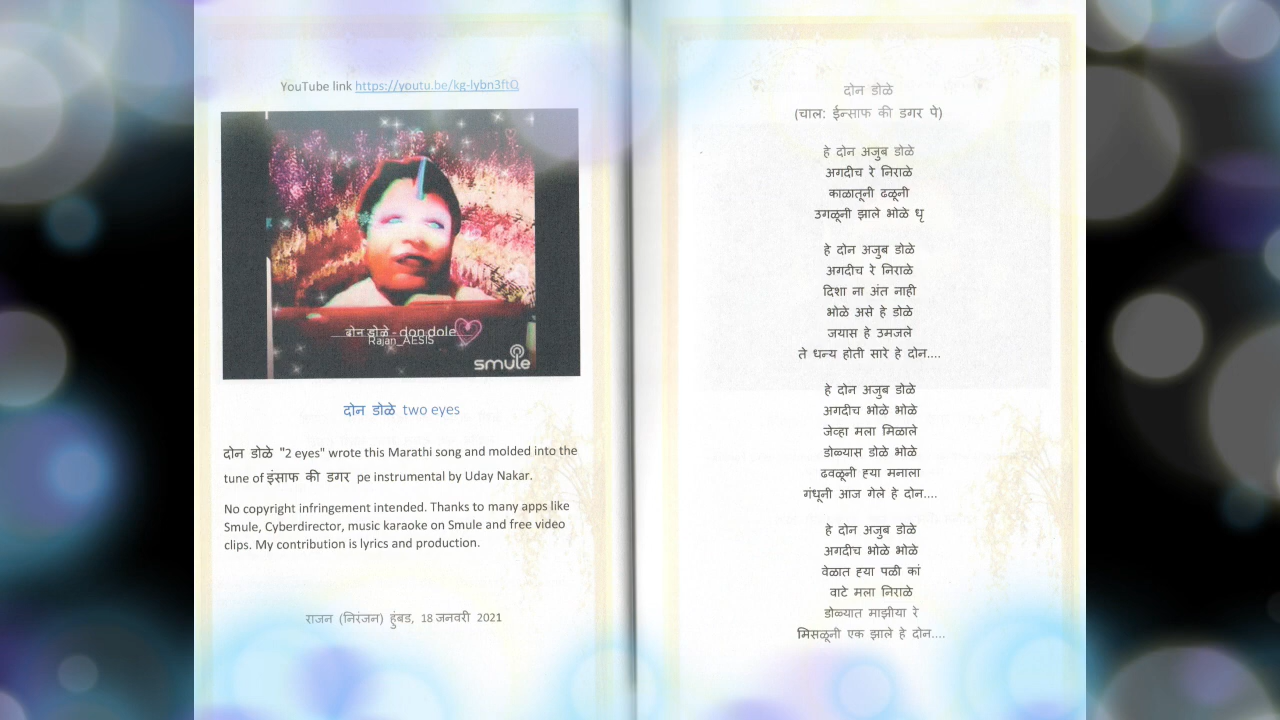 YouTube link https://youtu.be/kg-lybn3ftQ
दोन डोळे - don dole
Rajan_AESIS
smule
दोन डोळे two eyes
दोन डोळे "2 eyes" wrote this Marathi song and molded into the
tune of इंसाफ की डगर pe instrumental by Uday Nakar.
No copyright infringement intended. Thanks to many apps like
Smule, Cyberdirector, music karaoke on Smule and free video
clips. My contribution is lyrics and production.
राजन (निरंजन) हुंबड, 18 जनवरी 2021
दोन डोळे
(चाल: ईन्साफ की डगर पे)
हे दोन अजुब डोळे
अगदीच रे निराळे
काळातूनी ढळूनी
उगळूनी झाले भोळे धृ
हे दोन अजुब डोळे
अगदीच रे निराळे
दिशा ना अंत नाही
भोळे असे हे डोळे
जयास हे उमजले
ते धन्य होती सारे हे दोन....
हे दोन अजुब डोळे
अगदीच भोळे भोळे
जेव्हा मला मिळाले
डोळ्यास डोळे भोळे
ढवळूनी ह्या मनाला
गंधूनी आज गेले हे दोन....
हे दोन अजुब डोळे
अगदीच भोळे भोळे
वेळात ह्या पळी कां
वाटे मला निराळे
डोळ्यात माझीया रे
मिसळूनी एक झाले हे दोन....